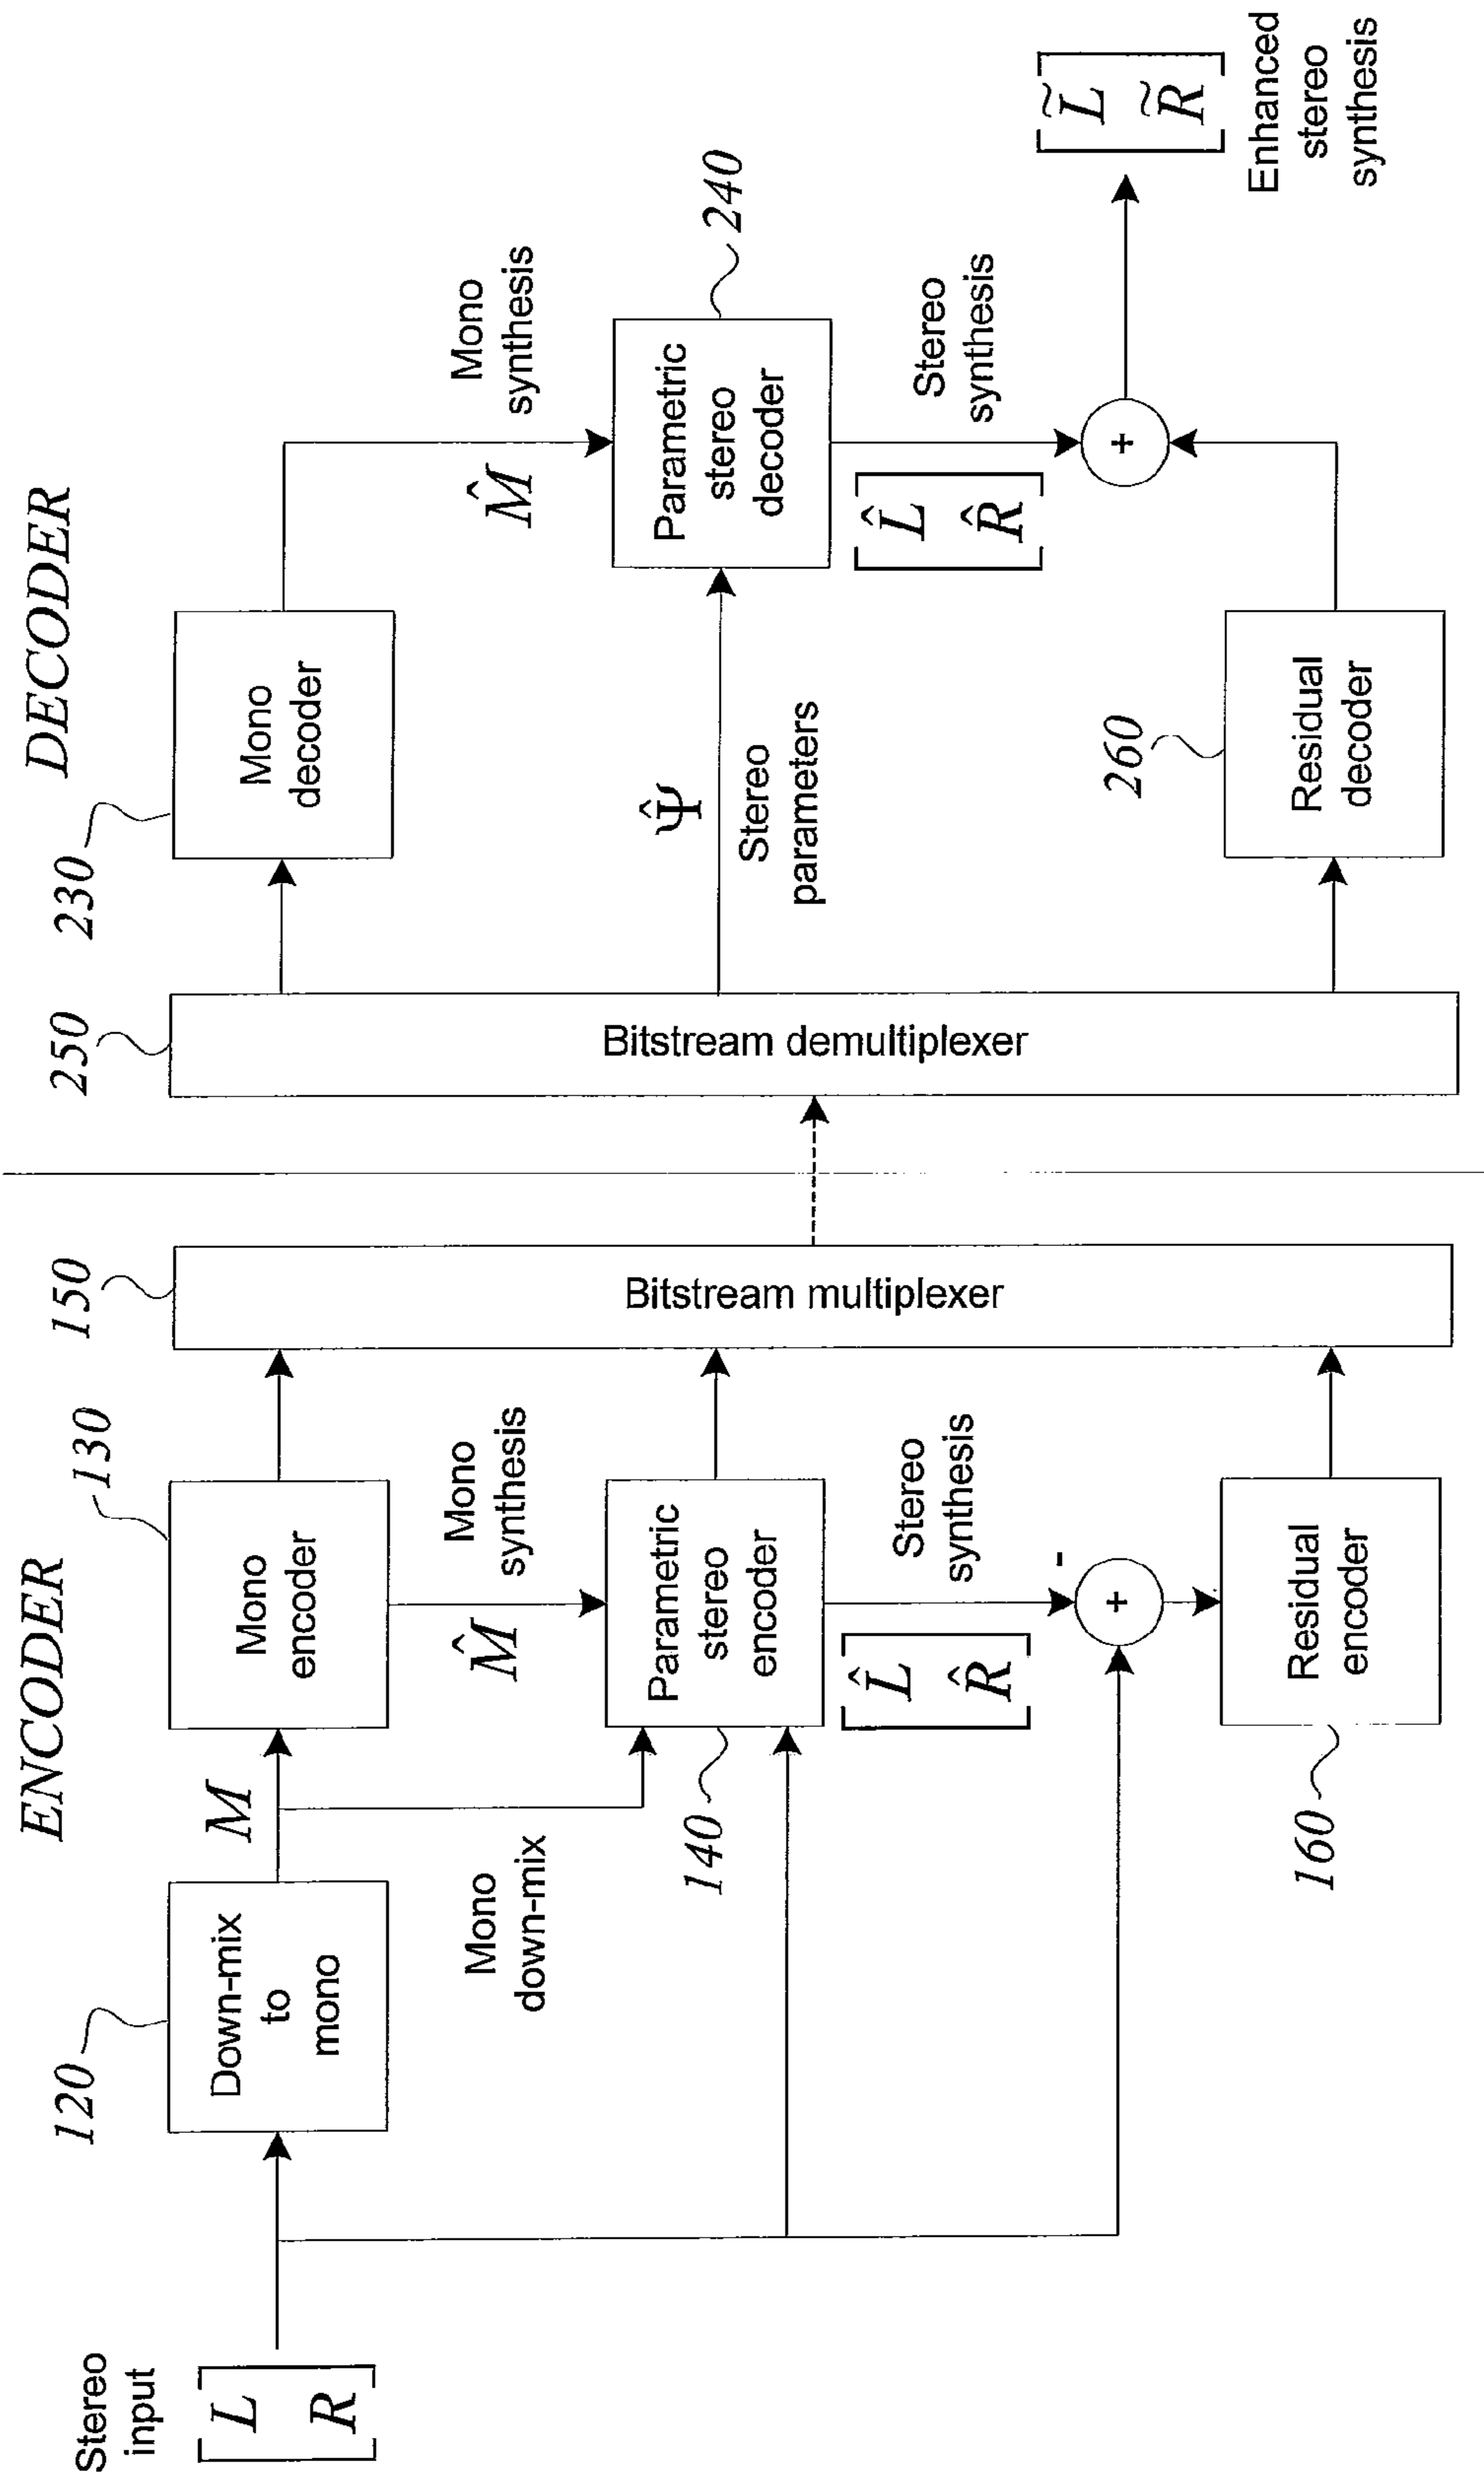 ENCODER
DECODER
Stereo
input
[L
R]
120
Down-mix
to
mono
M
Mono
down-mix
130
Mono
encoder
Mono
synthesis
M̂
140
Parametric
stereo
encoder
Stereo
synthesis
[L̂
R̂]
-
+
160
Residual
encoder
150
Bitstream multiplexer
250
Bitstream demultiplexer
230
Mono
decoder
Mono
synthesis
M̂
Ψ̂
Stereo
parameters
240
Parametric
stereo
decoder
Stereo
synthesis
[L̂
R̂]
+
260
Residual
decoder
[L̃
R̃]
Enhanced
stereo
synthesis